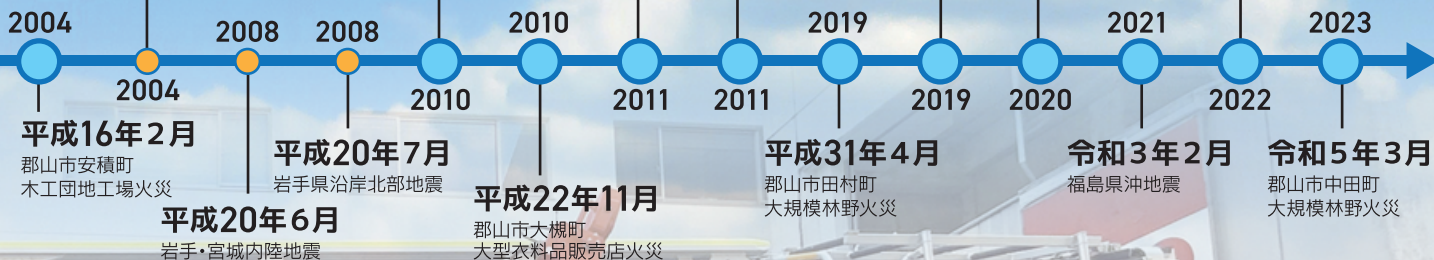 2004
2008
2008
2010
2019
2021
2023
2004
2010
2011
2011
2019
2020
2022
平成16年2月
郡山市安積町
木工団地工場火災
平成20年6月
岩手・宮城内陸地震
平成20年7月
岩手県沿岸北部地震
平成22年11月
郡山市大槻町
大型衣料品販売店火災
平成31年4月
郡山市田村町
大規模林野火災
令和3年2月
福島県沖地震
令和5年3月
郡山市中田町
大規模林野火災